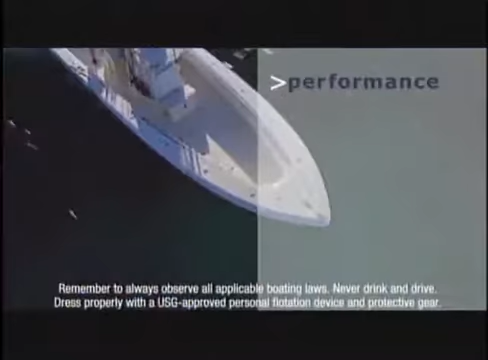 >performance
Remember to always observe all applicable boating laws. Never drink and drive.
Dress properly with a USG-approved personal flotation device and protective gear.